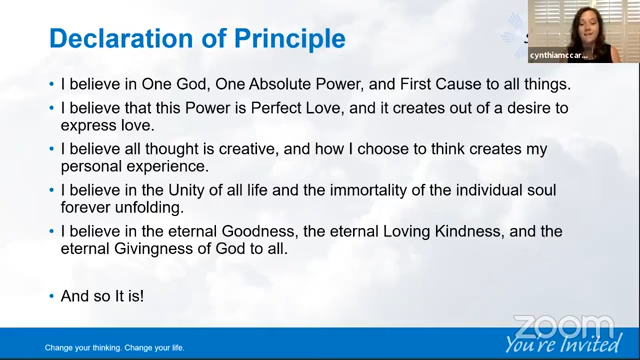 Declaration of Principle
• I believe in One God, One Absolute Power, and First Cause to all things.
• I believe that this Power is Perfect Love, and it creates out of a desire to
express love.
• I believe all thought is creative, and how I choose to think creates my
personal experience.
• I believe in the Unity of all life and the immortality of the individual soul
forever unfolding.
• I believe in the eternal Goodness, the eternal Loving Kindness, and the
eternal Givingness of God to all.
• And so It is!
cynthiamccar...
Change your thinking. Change your life.
zoom
You're Invited